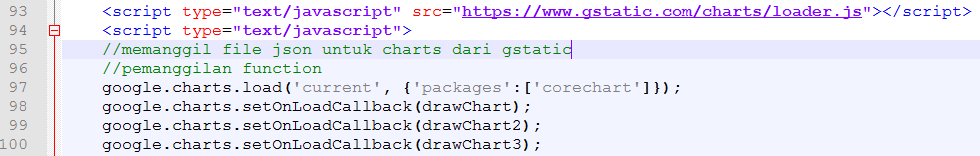 93 <script type="text/javascript" src="https://www.gstatic.com/charts/loader.js"></script>
94 <script type="text/javascript">
95 //memanggil file json untuk charts dari gstatic
96 //pemanggilan function
97 google.charts.load('current', {'packages':['corechart']});
98 google.charts.setOnLoadCallback(drawChart);
99 google.charts.setOnLoadCallback(drawChart2);
100 google.charts.setOnLoadCallback(drawChart3);